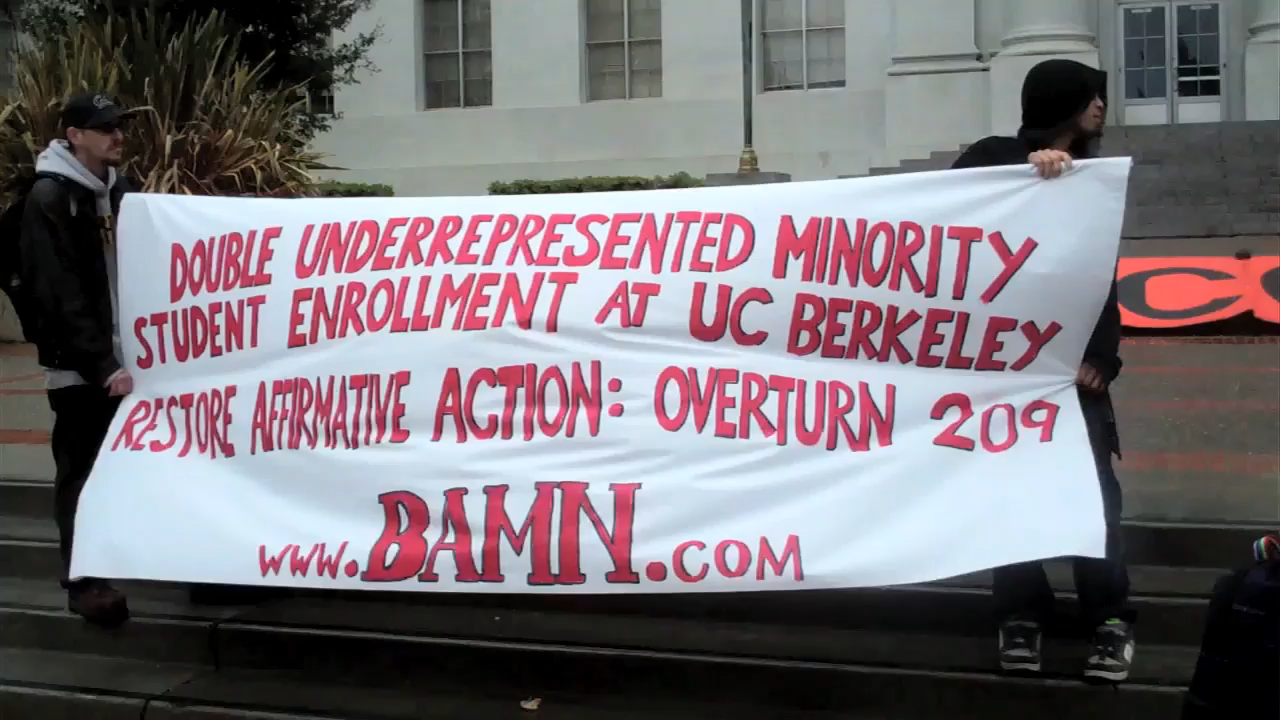 DOUBLE UNDERREPRESENTED MINORITY
STUDENT ENROLLMENT AT UC BERKELEY
RESTORE AFFIRMATIVE ACTION: OVERTURN 209
www.BAMN.COM